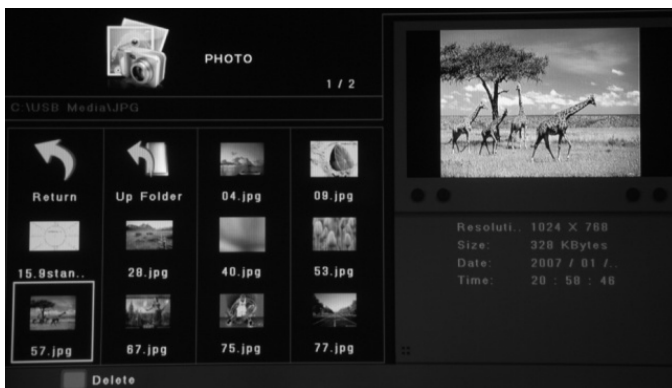 PHOTO
1 / 2
C:\USB Media\JPG
Return Up Folder 04.jpg 09.jpg
15.9stan.. 28.jpg 40.jpg 53.jpg
57.jpg 67.jpg 75.jpg 77.jpg
Resoluti.. 1024 X 768
Size: 328 KBytes
Date: 2007 / 01 /..
Time: 20 : 58 : 46
Delete